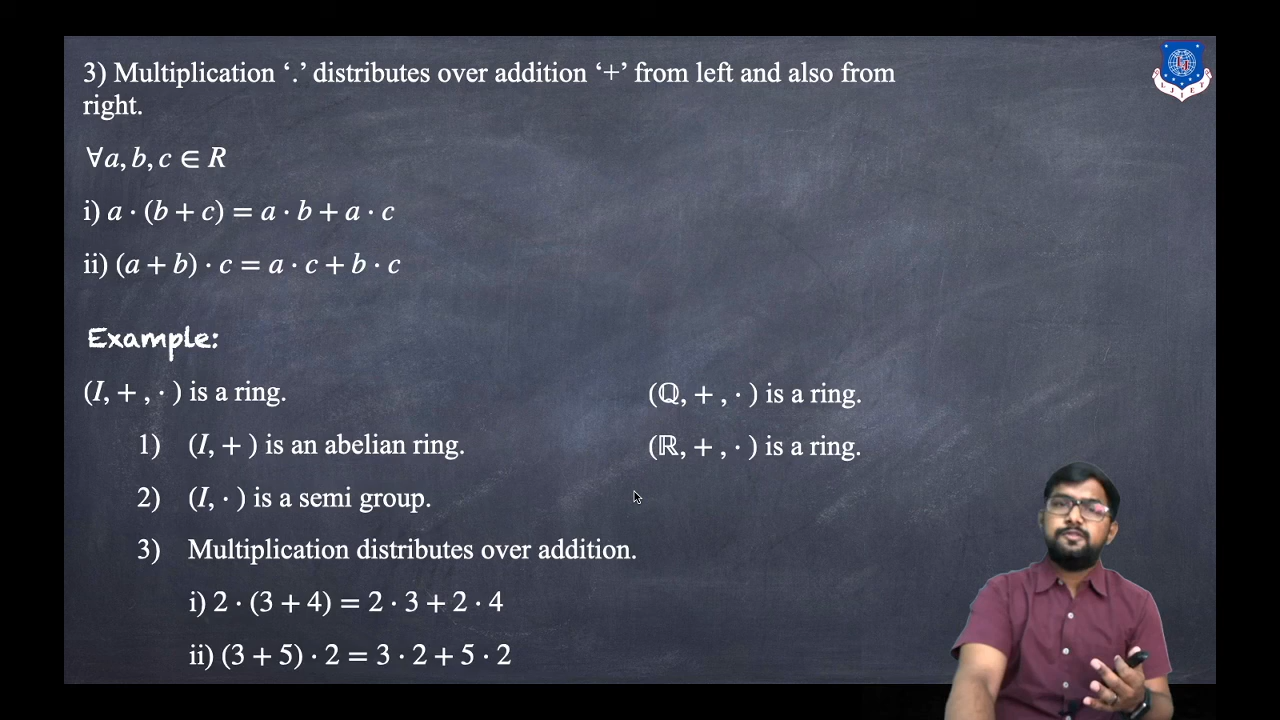 3) Multiplication ‘.’ distributes over addition ‘+’ from left and also from
right.
∀a, b, c ∈ R
i) a · (b + c) = a · b + a · c
ii) (a + b) · c = a · c + b · c
Example:
(I, + , · ) is a ring.
1) (I, + ) is an abelian ring.
2) (I, · ) is a semi group.
3) Multiplication distributes over addition.
i) 2 · (3 + 4) = 2 · 3 + 2 · 4
ii) (3 + 5) · 2 = 3 · 2 + 5 · 2
(ℚ, + , · ) is a ring.
(ℝ, + , · ) is a ring.